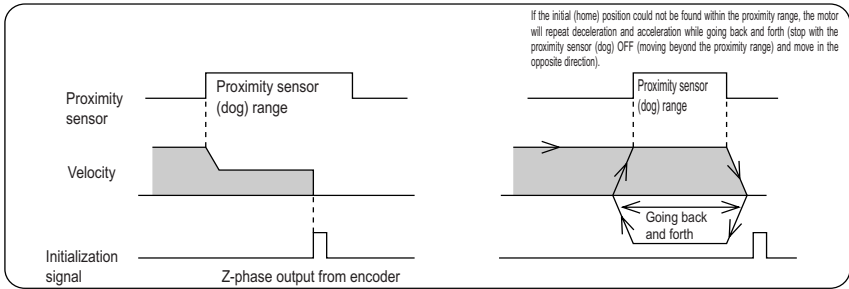 If the initial (home) position could not be found within the proximity range, the motor
will repeat deceleration and acceleration while going back and forth (stop with the
proximity sensor (dog) OFF (moving beyond the proximity range) and move in the
opposite direction).
Proximity
sensor
Proximity sensor
(dog) range
Proximity sensor
(dog) range
Velocity
Going back
and forth
Initialization
signal
Z-phase output from encoder